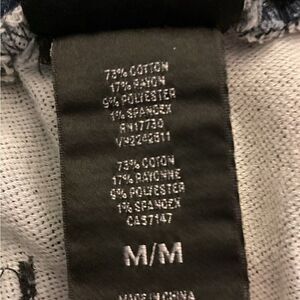 73% COTTON
17% RAYON
9% POLYESTER
1% SPANDEX
RN17730
VN2242811
73% COTON
17% RAYONNE
9% POLYESTER
1% SPANDEX
CA57147
M/M
MADE IN CHINA